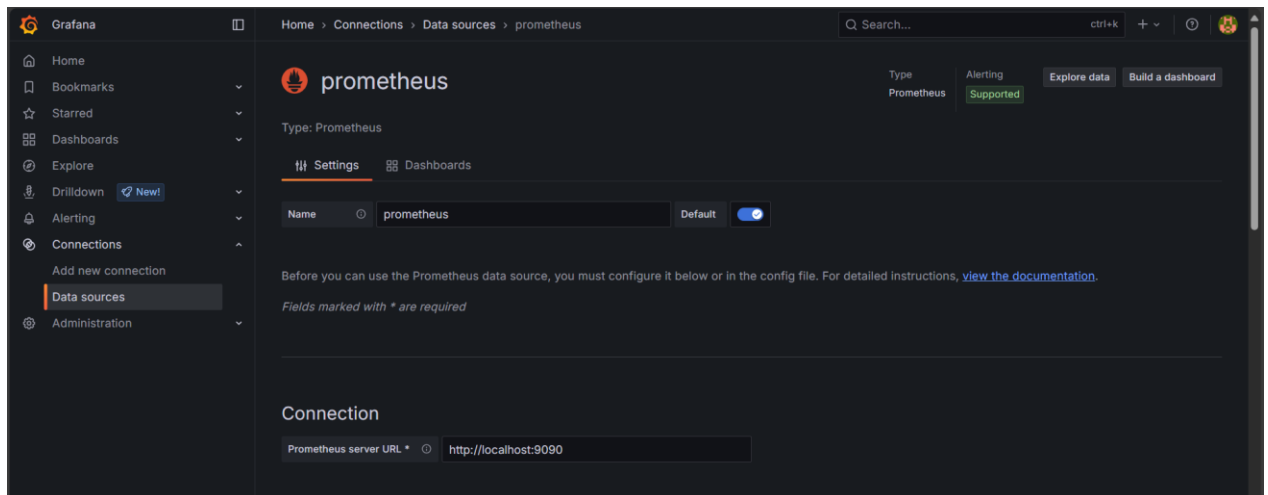 Grafana
Home › Connections › Data sources › prometheus
Search...
ctrl+k
Home
Bookmarks
Starred
Dashboards
Explore
Drilldown
New!
Alerting
Connections
Add new connection
Data sources
Administration
prometheus
Type
Prometheus
Alerting
Supported
Explore data
Build a dashboard
Type: Prometheus
Settings
Dashboards
Name
prometheus
Default
Before you can use the Prometheus data source, you must configure it below or in the config file. For detailed instructions, view the documentation.
Fields marked with * are required
Connection
Prometheus server URL *
http://localhost:9090